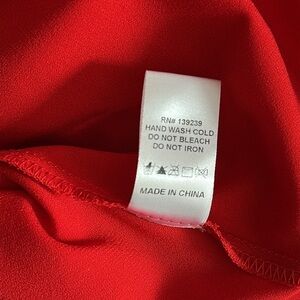 RN# 139239
HAND WASH COLD
DO NOT BLEACH
DO NOT IRON
MADE IN CHINA